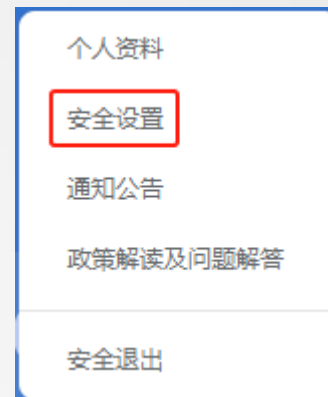 个人资料
安全设置
通知公告
政策解读及问题解答
安全退出